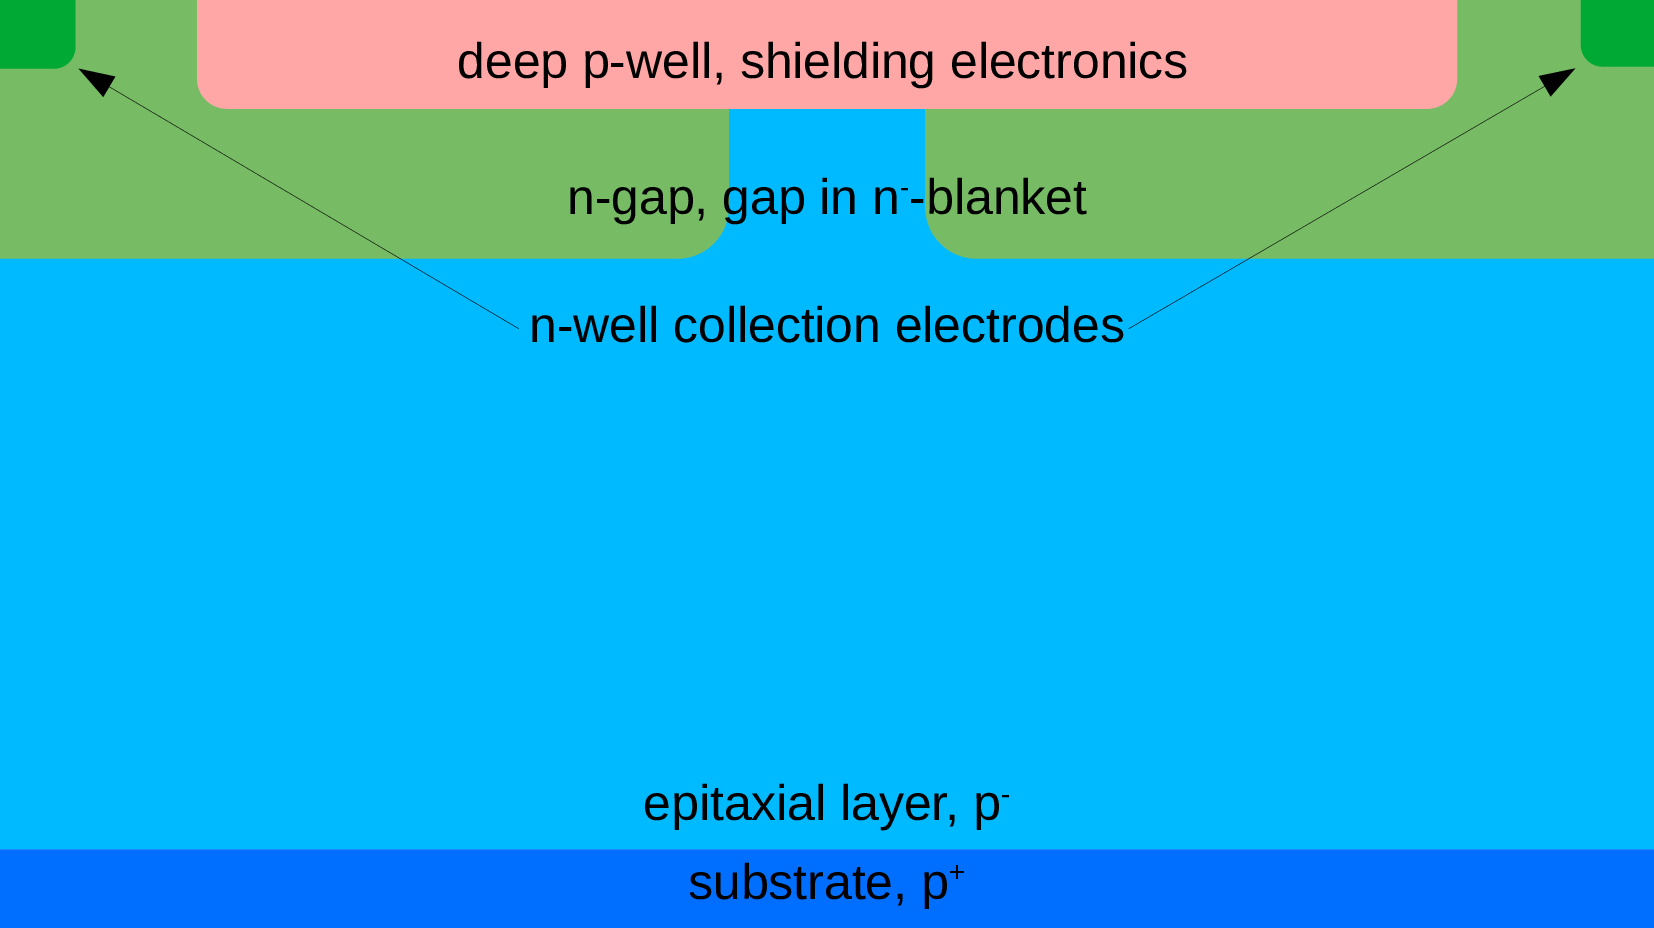 deep p-well, shielding electronics
n-gap, gap in n⁻-blanket
n-well collection electrodes
epitaxial layer, p⁻
substrate, p⁺